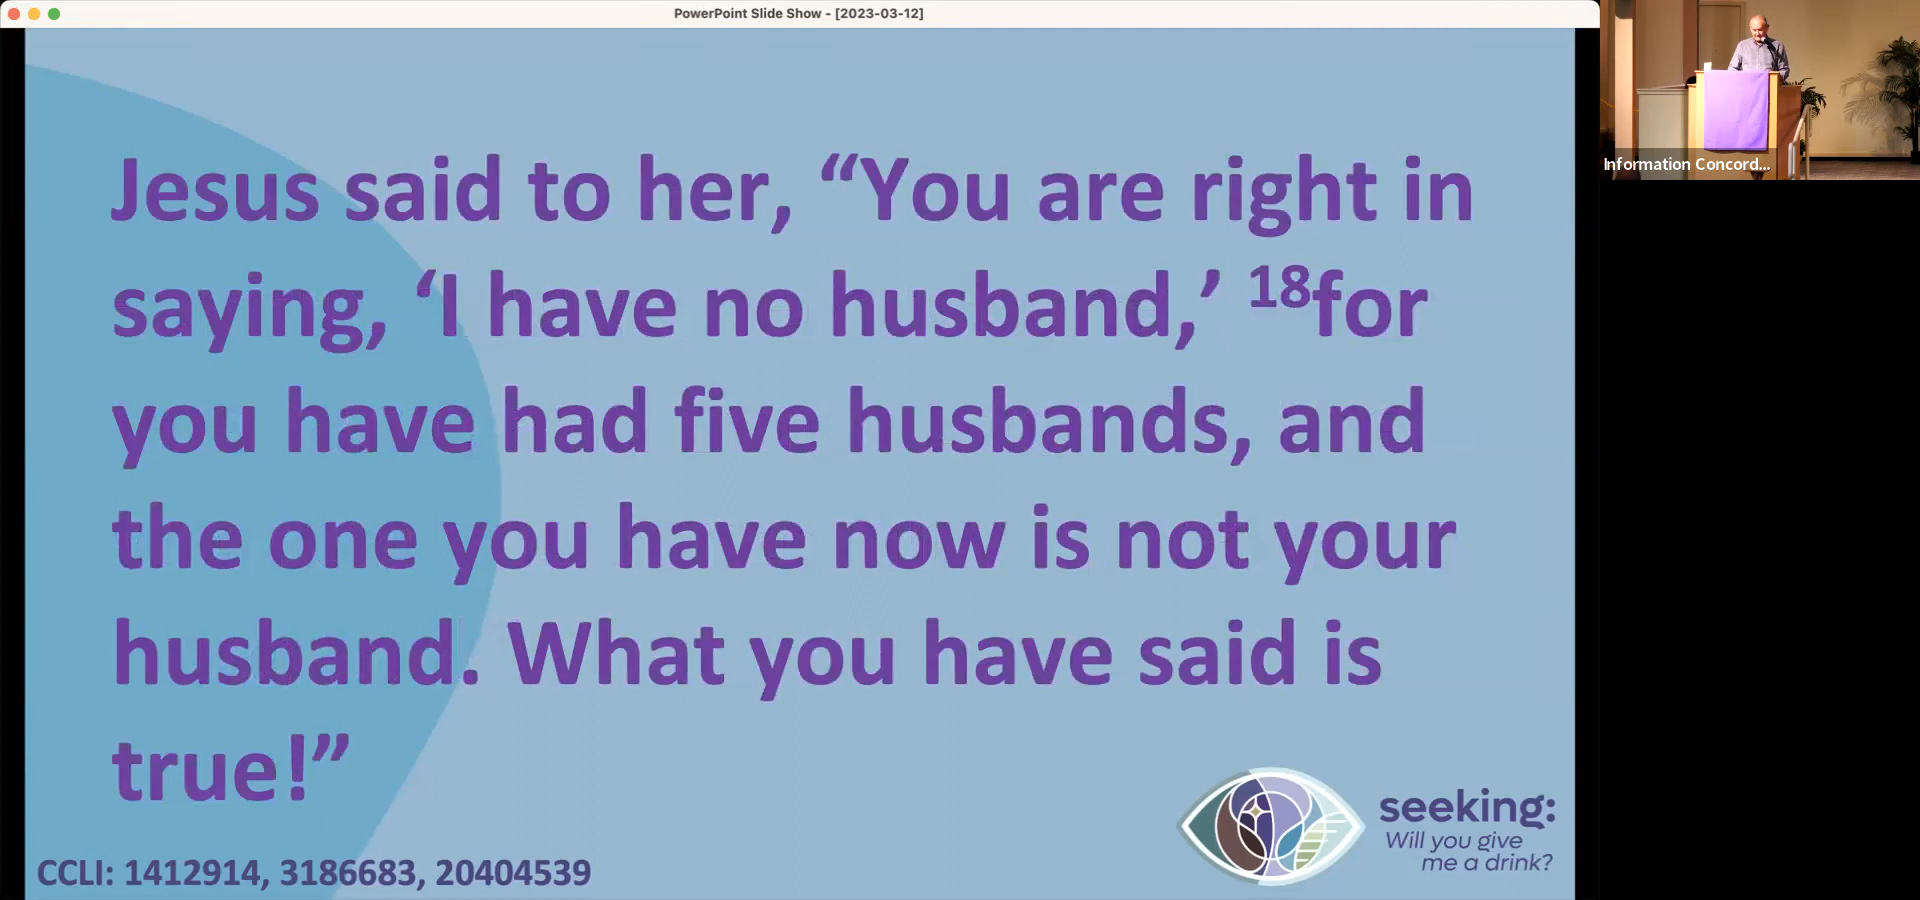 PowerPoint Slide Show - [2023-03-12]
Jesus said to her, “You are right in
saying, ‘I have no husband,’ 18for
you have had five husbands, and
the one you have now is not your
husband. What you have said is
true!”
seeking:
Will you give
me a drink?
CCLI: 1412914, 3186683, 20404539
Information Concord...